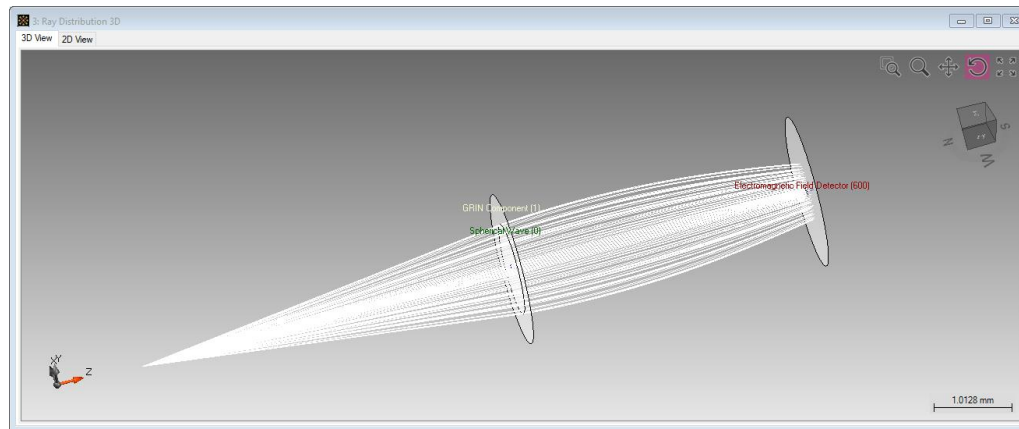 3: Ray Distribution 3D
3D View 2D View
GRIN Component (1)
Spherical Wave (0)
Electromagnetic Field Detector (600)
N
S
W
XY
Z
1.0128 mm